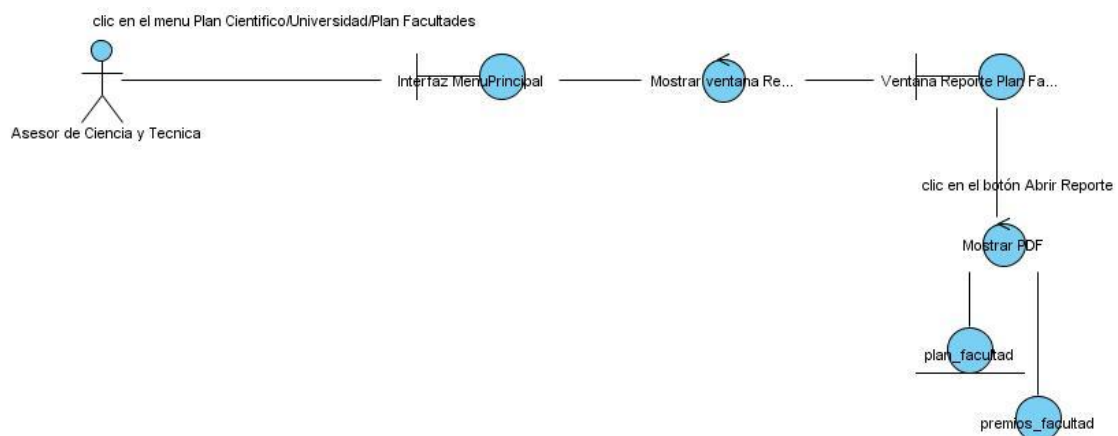 clic en el menu Plan Cientifico/Universidad/Plan Facultades
Interfaz MenuPrincipal
Mostrar ventana Re...
Ventana Reporte Plan Fa...
Asesor de Ciencia y Tecnica
clic en el botón Abrir Reporte
Mostrar PDF
plan_facultad
premios_facultad